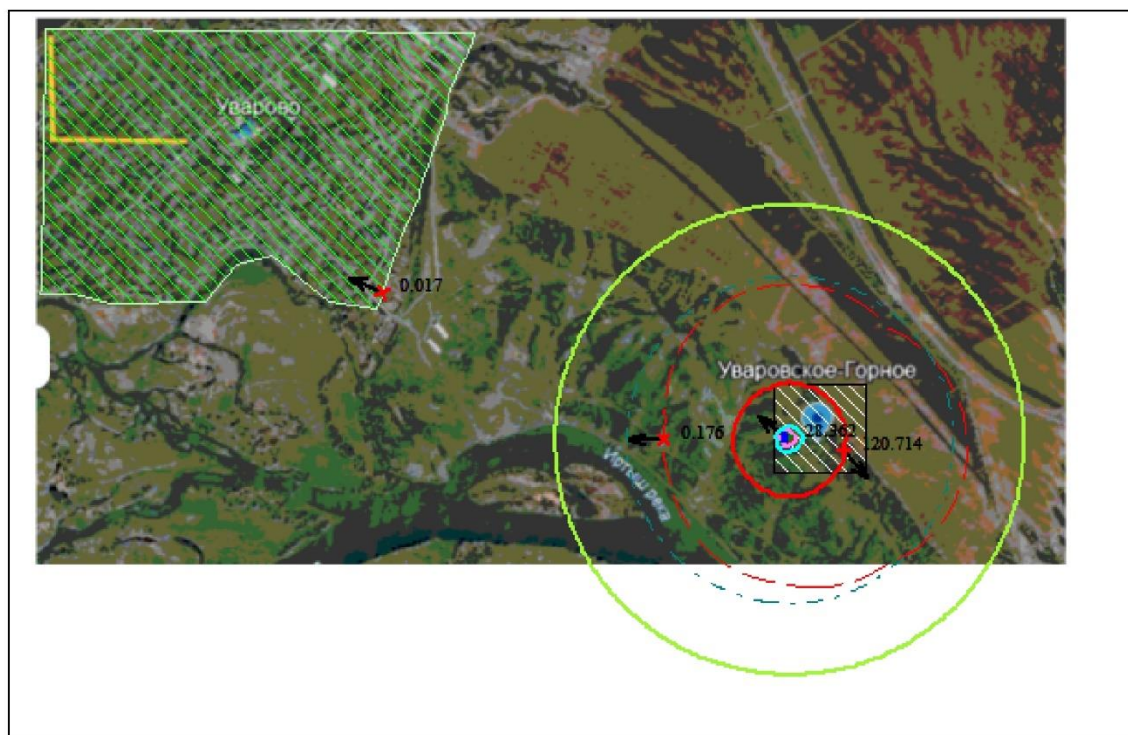 Уварово
0.017
Уваровское-Горное
0.176
28.362
20.714
Иртыш река